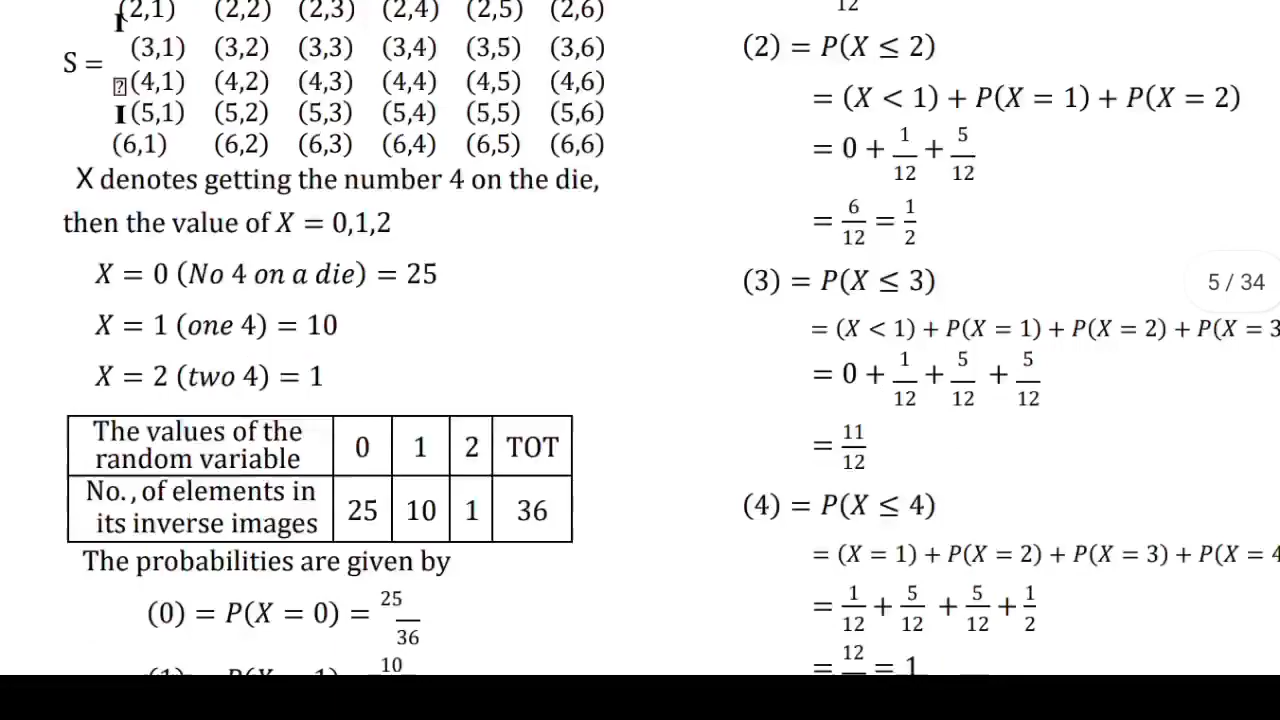 (2,1) (2,2) (2,3) (2,4) (2,5) (2,6)
(3,1) (3,2) (3,3) (3,4) (3,5) (3,6)
S =
(4,1) (4,2) (4,3) (4,4) (4,5) (4,6)
(5,1) (5,2) (5,3) (5,4) (5,5) (5,6)
(6,1) (6,2) (6,3) (6,4) (6,5) (6,6)
X denotes getting the number 4 on the die,
then the value of X = 0,1,2
X = 0 (No 4 on a die) = 25
X = 1 (one 4) = 10
X = 2 (two 4) = 1
The values of the random variable 0 1 2 TOT
No., of elements in its inverse images 25 10 1 36
The probabilities are given by
(0) = P(X = 0) = 25/36
12
(2) = P(X ≤ 2)
= (X < 1) + P(X = 1) + P(X = 2)
= 0 + 1/12 + 5/12
= 6/12 = 1/2
(3) = P(X ≤ 3)
= (X < 1) + P(X = 1) + P(X = 2) + P(X = 3
= 0 + 1/12 + 5/12 + 5/12
= 11/12
(4) = P(X ≤ 4)
= (X = 1) + P(X = 2) + P(X = 3) + P(X = 4
= 1/12 + 5/12 + 5/12 + 1/2
= 12 = 1
5 / 34